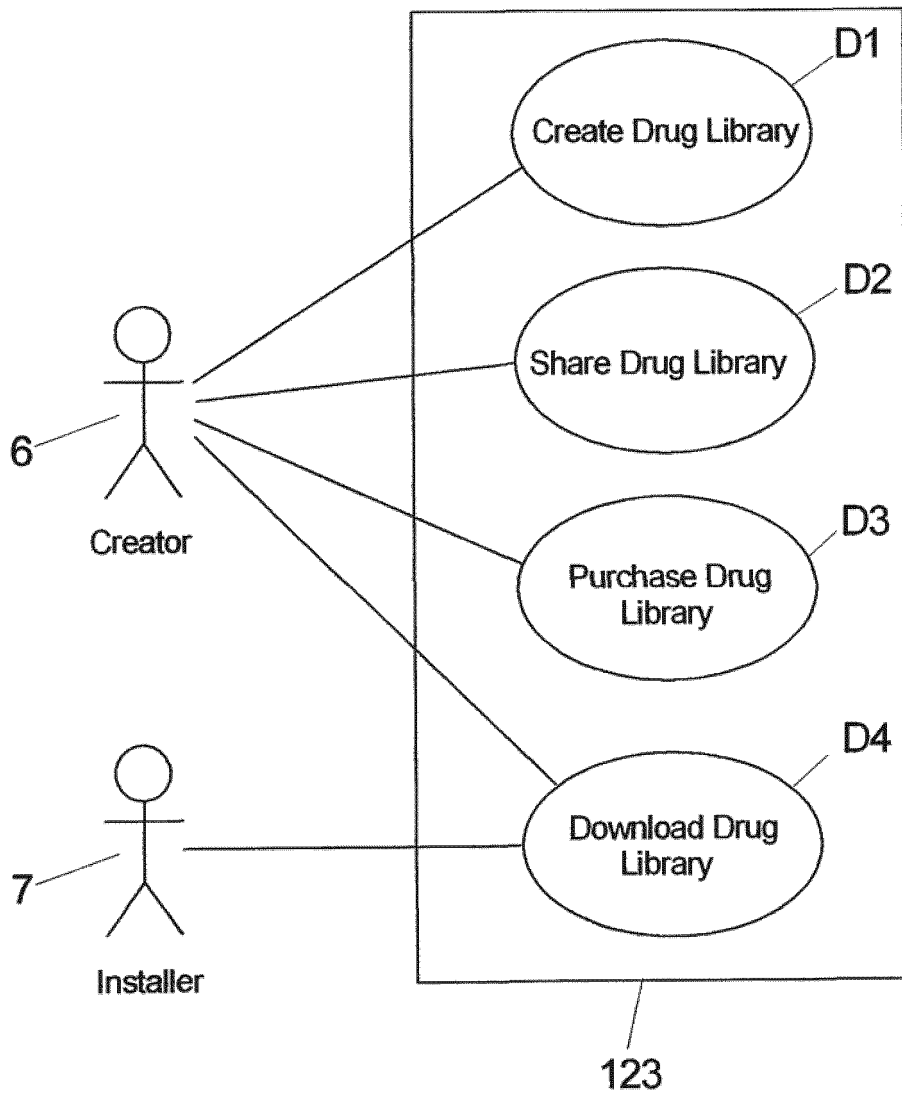 D1
Create Drug Library
D2
Share Drug Library
6
Creator
D3
Purchase Drug
Library
D4
Download Drug
Library
7
Installer
123